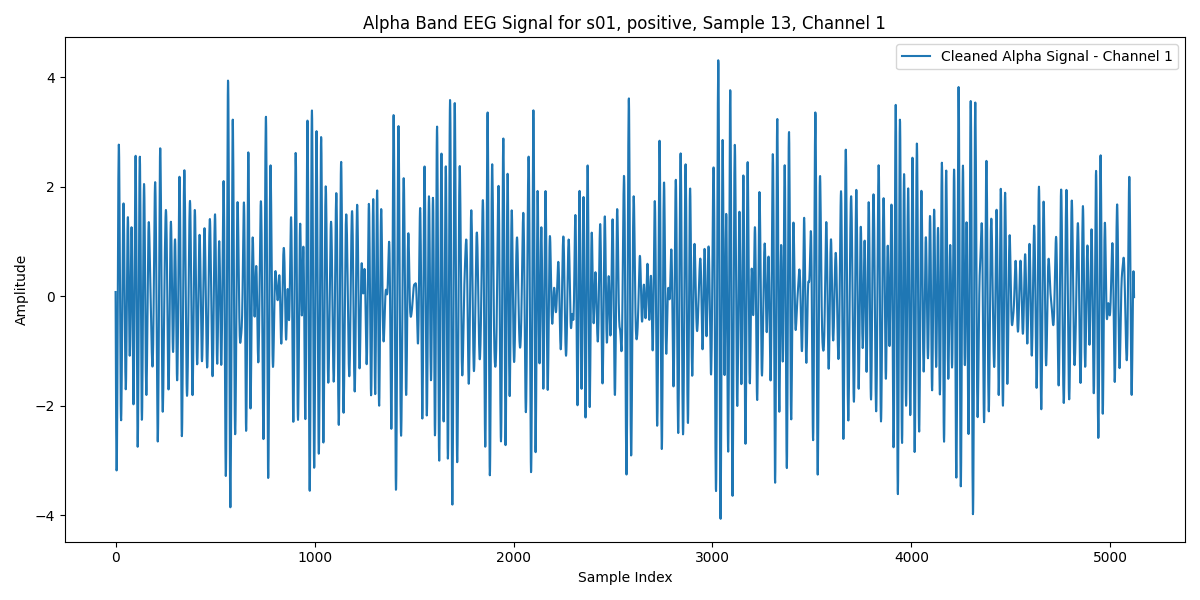 Alpha Band EEG Signal for s01, positive, Sample 13, Channel 1
Cleaned Alpha Signal - Channel 1
Amplitude
4
2
0
−2
−4
0 1000 2000 3000 4000 5000
Sample Index